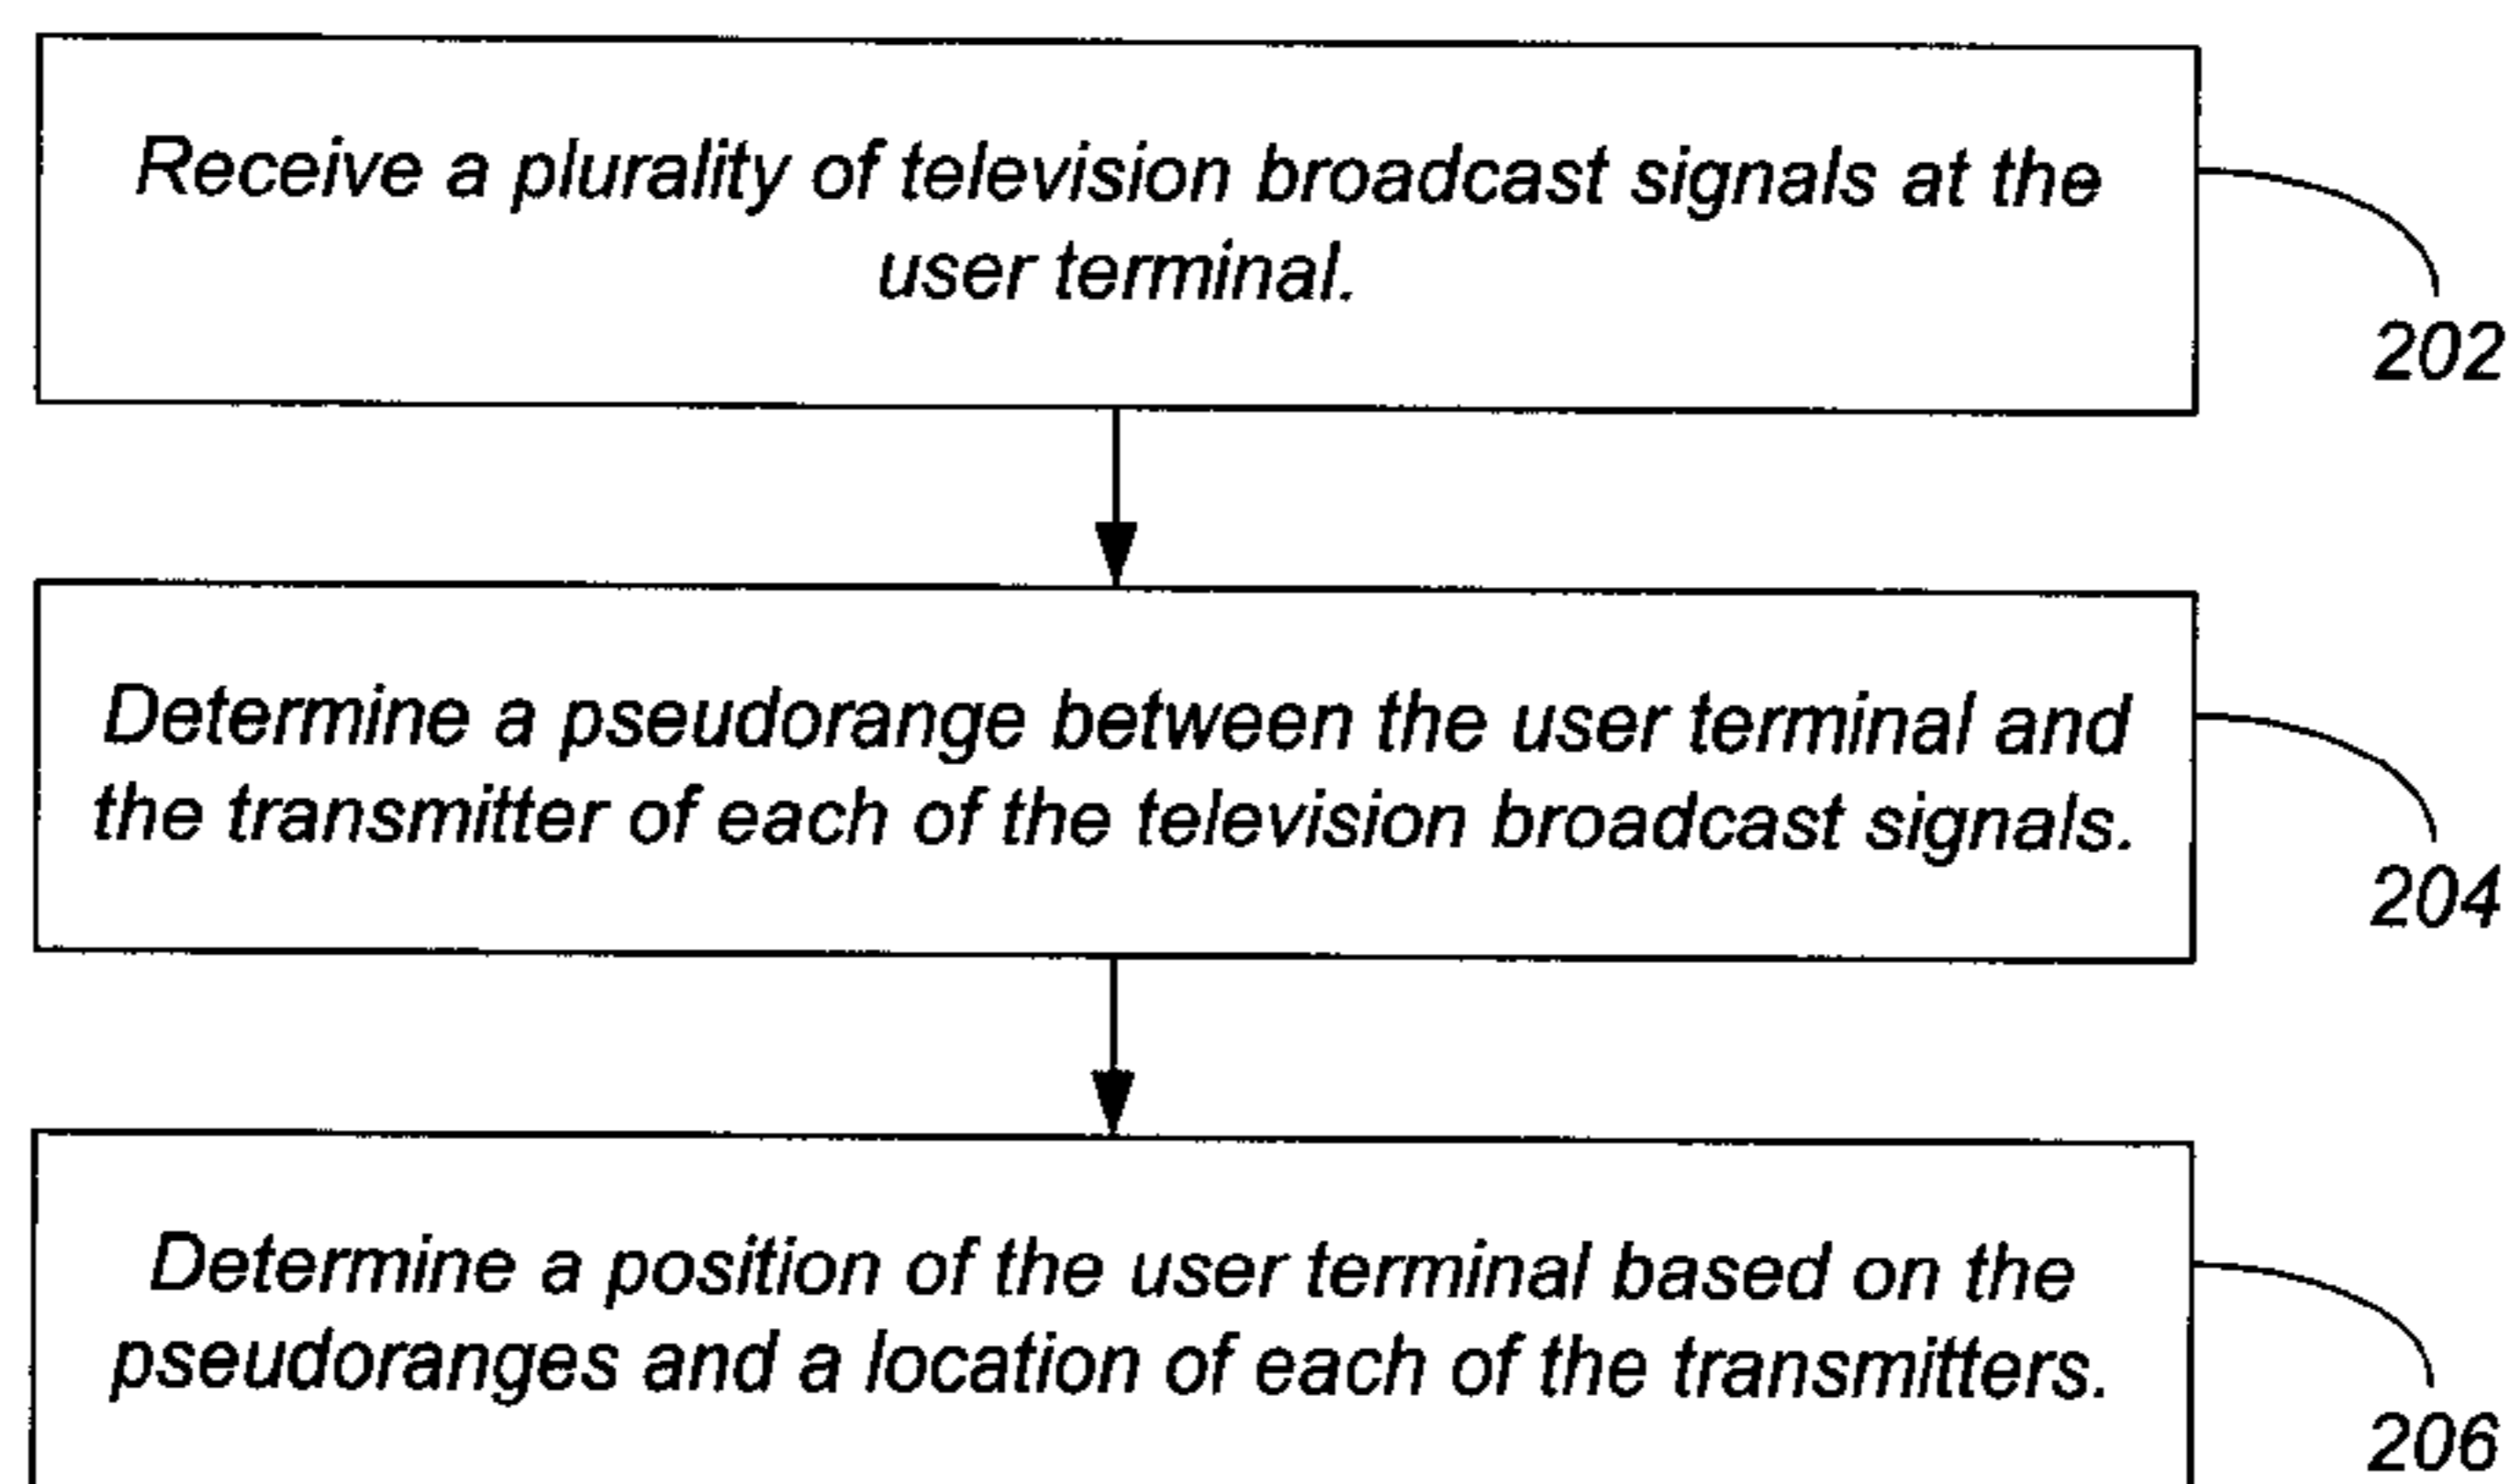 Receive a plurality of television broadcast signals at the
user terminal.
202
Determine a pseudorange between the user terminal and
the transmitter of each of the television broadcast signals.
204
Determine a position of the user terminal based on the
pseudoranges and a location of each of the transmitters.
206